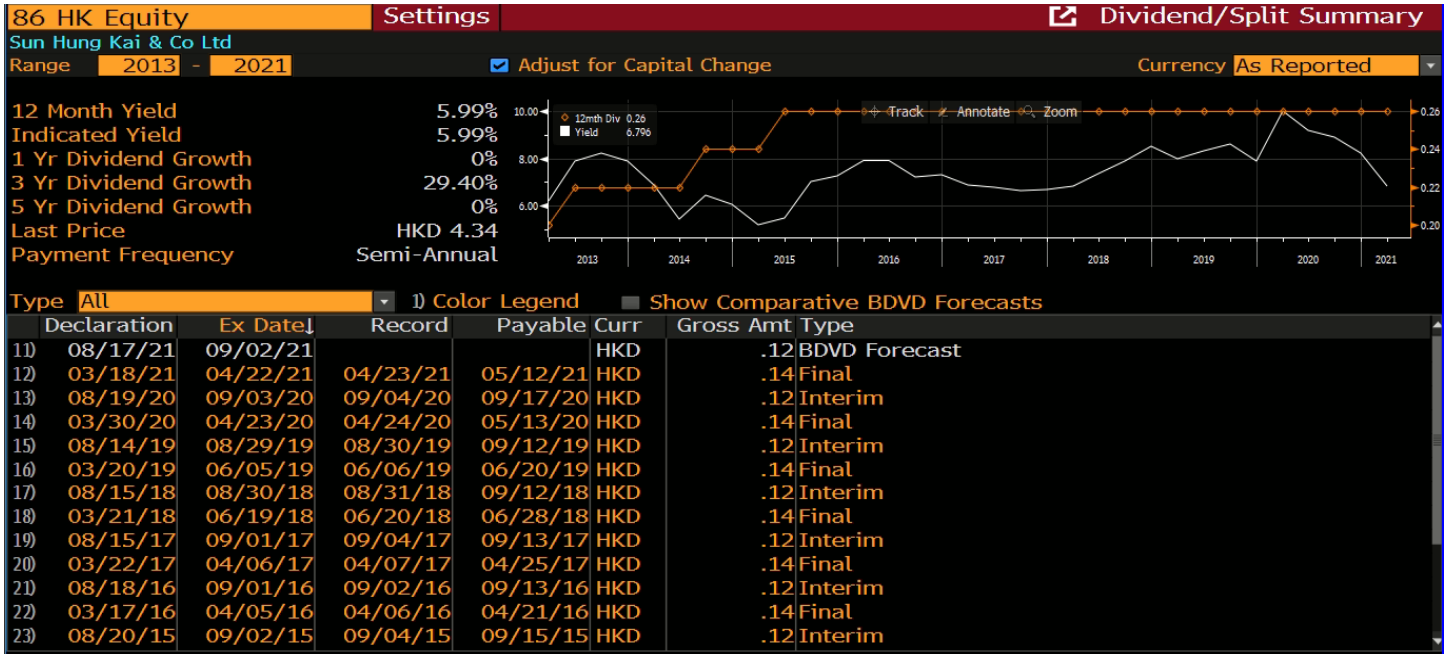 86 HK Equity Settings Dividend/Split Summary
Sun Hung Kai & Co Ltd
Range 2013 - 2021 Adjust for Capital Change Currency As Reported
12 Month Yield 5.99%
Indicated Yield 5.99%
1 Yr Dividend Growth 0%
3 Yr Dividend Growth 29.40%
5 Yr Dividend Growth 0%
Last Price HKD 4.34
Payment Frequency Semi-Annual
12mth Div 0.26
Yield 6.796
Track Annotate Zoom
10.00
8.00
6.00
0.26
0.24
0.22
0.20
2013 2014 2015 2016 2017 2018 2019 2020 2021
Type All 1) Color Legend Show Comparative BDVD Forecasts
Declaration Ex Date↓ Record Payable Curr Gross Amt Type
11) 08/17/21 09/02/21 HKD .12 BDVD Forecast
12) 03/18/21 04/22/21 04/23/21 05/12/21 HKD .14 Final
13) 08/19/20 09/03/20 09/04/20 09/17/20 HKD .12 Interim
14) 03/30/20 04/23/20 04/24/20 05/13/20 HKD .14 Final
15) 08/14/19 08/29/19 08/30/19 09/12/19 HKD .12 Interim
16) 03/20/19 06/05/19 06/06/19 06/20/19 HKD .14 Final
17) 08/15/18 08/30/18 08/31/18 09/12/18 HKD .12 Interim
18) 03/21/18 06/19/18 06/20/18 06/28/18 HKD .14 Final
19) 08/15/17 09/01/17 09/04/17 09/13/17 HKD .12 Interim
20) 03/22/17 04/06/17 04/07/17 04/25/17 HKD .14 Final
21) 08/18/16 09/01/16 09/02/16 09/13/16 HKD .12 Interim
22) 03/17/16 04/05/16 04/06/16 04/21/16 HKD .14 Final
23) 08/20/15 09/02/15 09/04/15 09/15/15 HKD .12 Interim